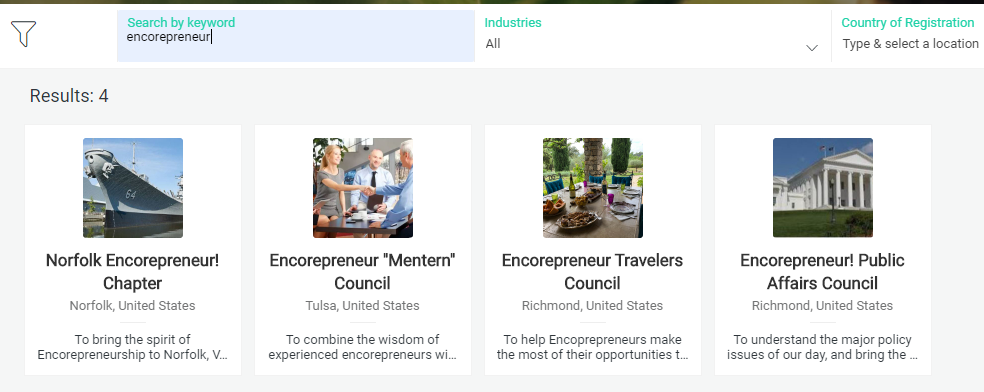 Search by keyword
encorepreneur
Industries
All
Country of Registration
Type & select a location
Results: 4
64
Norfolk Encorepreneur!
Chapter
Norfolk, United States
To bring the spirit of
Encorepreneurship to Norfolk, V...
Encorepreneur "Mentern"
Council
Tulsa, United States
To combine the wisdom of
experienced encorepreneurs wi...
Encorepreneur Travelers
Council
Richmond, United States
To help Encoprepreneurs make
the most of their opportunities t...
Encorepreneur! Public
Affairs Council
Richmond, United States
To understand the major policy
issues of our day, and bring the ...